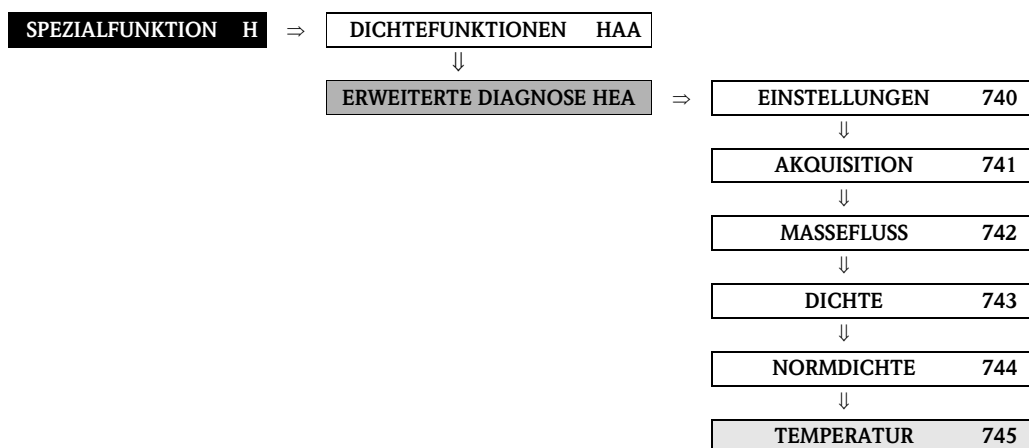 SPEZIALFUNKTION H ⇒ DICHTEFUNKTIONEN HAA
⇓
ERWEITERTE DIAGNOSE HEA ⇒ EINSTELLUNGEN 740
⇓
AKQUISITION 741
⇓
MASSEFLUSS 742
⇓
DICHTE 743
⇓
NORMDICHTE 744
⇓
TEMPERATUR 745